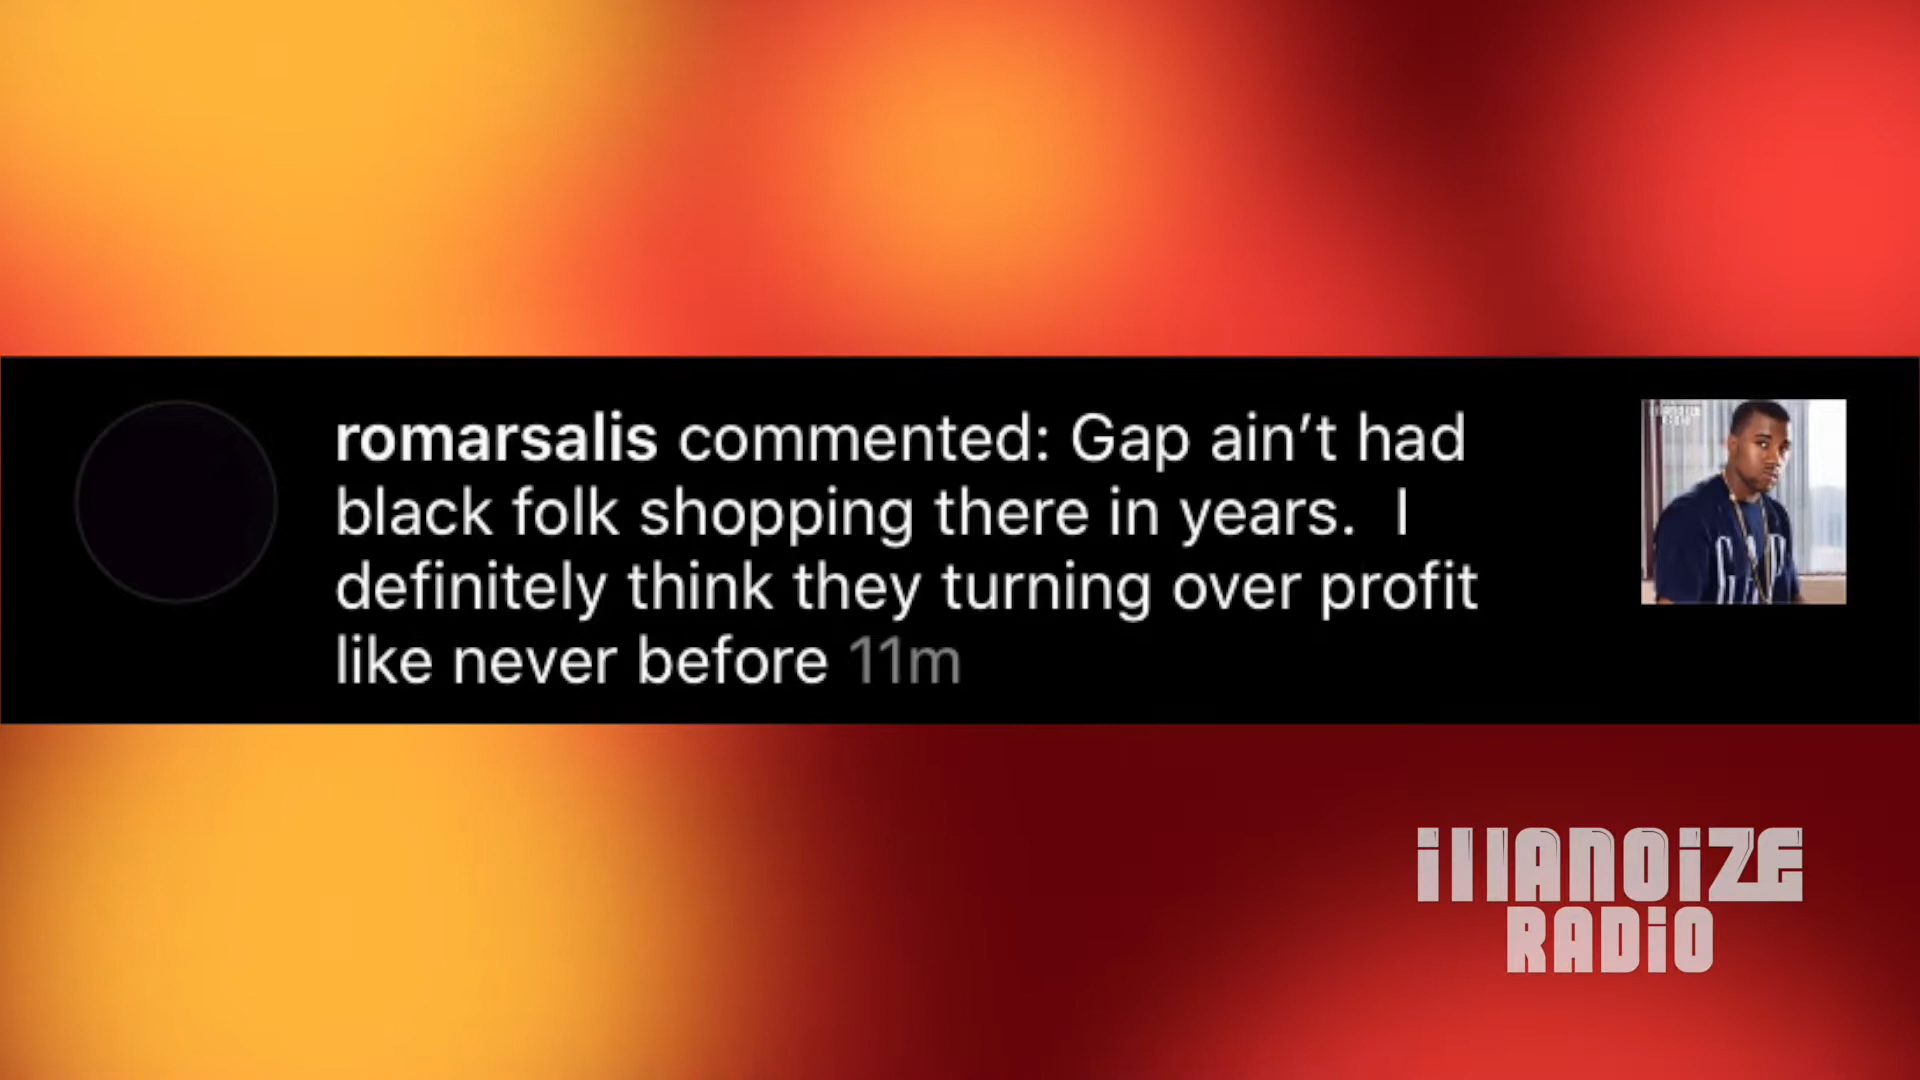 romarsalis commented: Gap ain't had
black folk shopping there in years.  I
definitely think they turning over profit
like never before 11m
illANOiZE
RADiO